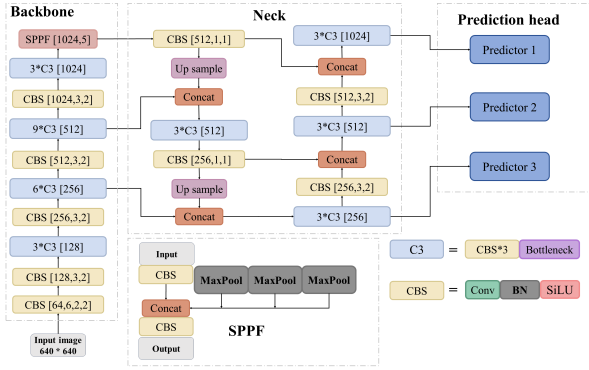 Backbone
SPPF [1024,5]
3*C3 [1024]
CBS [1024,3,2]
9*C3 [512]
CBS [512,3,2]
6*C3 [256]
CBS [256,3,2]
3*C3 [128]
CBS [128,3,2]
CBS [64,6,2,2]
Input image
640 * 640
Neck
CBS [512,1,1]
Up sample
Concat
3*C3 [512]
CBS [256,1,1]
Up sample
Concat
3*C3 [1024]
Concat
CBS [512,3,2]
3*C3 [512]
Concat
CBS [256,3,2]
3*C3 [256]
Prediction head
Predictor 1
Predictor 2
Predictor 3
Input
CBS
MaxPool MaxPool MaxPool
Concat
CBS
Output
SPPF
C3 = CBS*3 Bottleneck
CBS = Conv BN SiLU